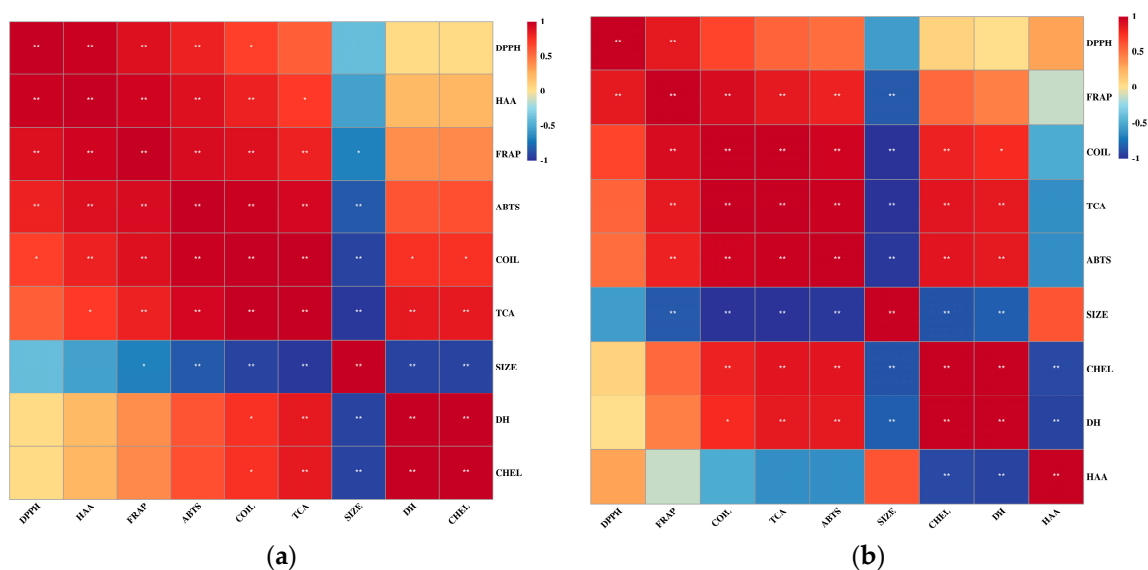 1
0.5
0
-0.5
-1
** ** ** ** * DPPH
** ** ** ** ** * HAA
** ** ** ** ** ** * FRAP
** ** ** ** ** ** ** ABTS
* ** ** ** ** ** ** * * COIL
* ** ** ** ** ** ** ** TCA
* ** ** ** ** ** ** SIZE
* ** ** ** ** DH
* ** ** ** ** CHEL
DPPH HAA FRAP ABTS COIL TCA SIZE DH CHEL
(a)
1
0.5
0
-0.5
-1
** ** DPPH
** ** ** ** ** ** FRAP
** ** ** ** ** ** * COIL
** ** ** ** ** ** ** TCA
** ** ** ** ** ** ** ABTS
** ** ** ** ** ** ** SIZE
** ** ** ** ** ** ** CHEL
* ** ** ** ** ** ** DH
** ** ** HAA
DPPH FRAP COIL TCA ABTS SIZE CHEL DH HAA
(b)